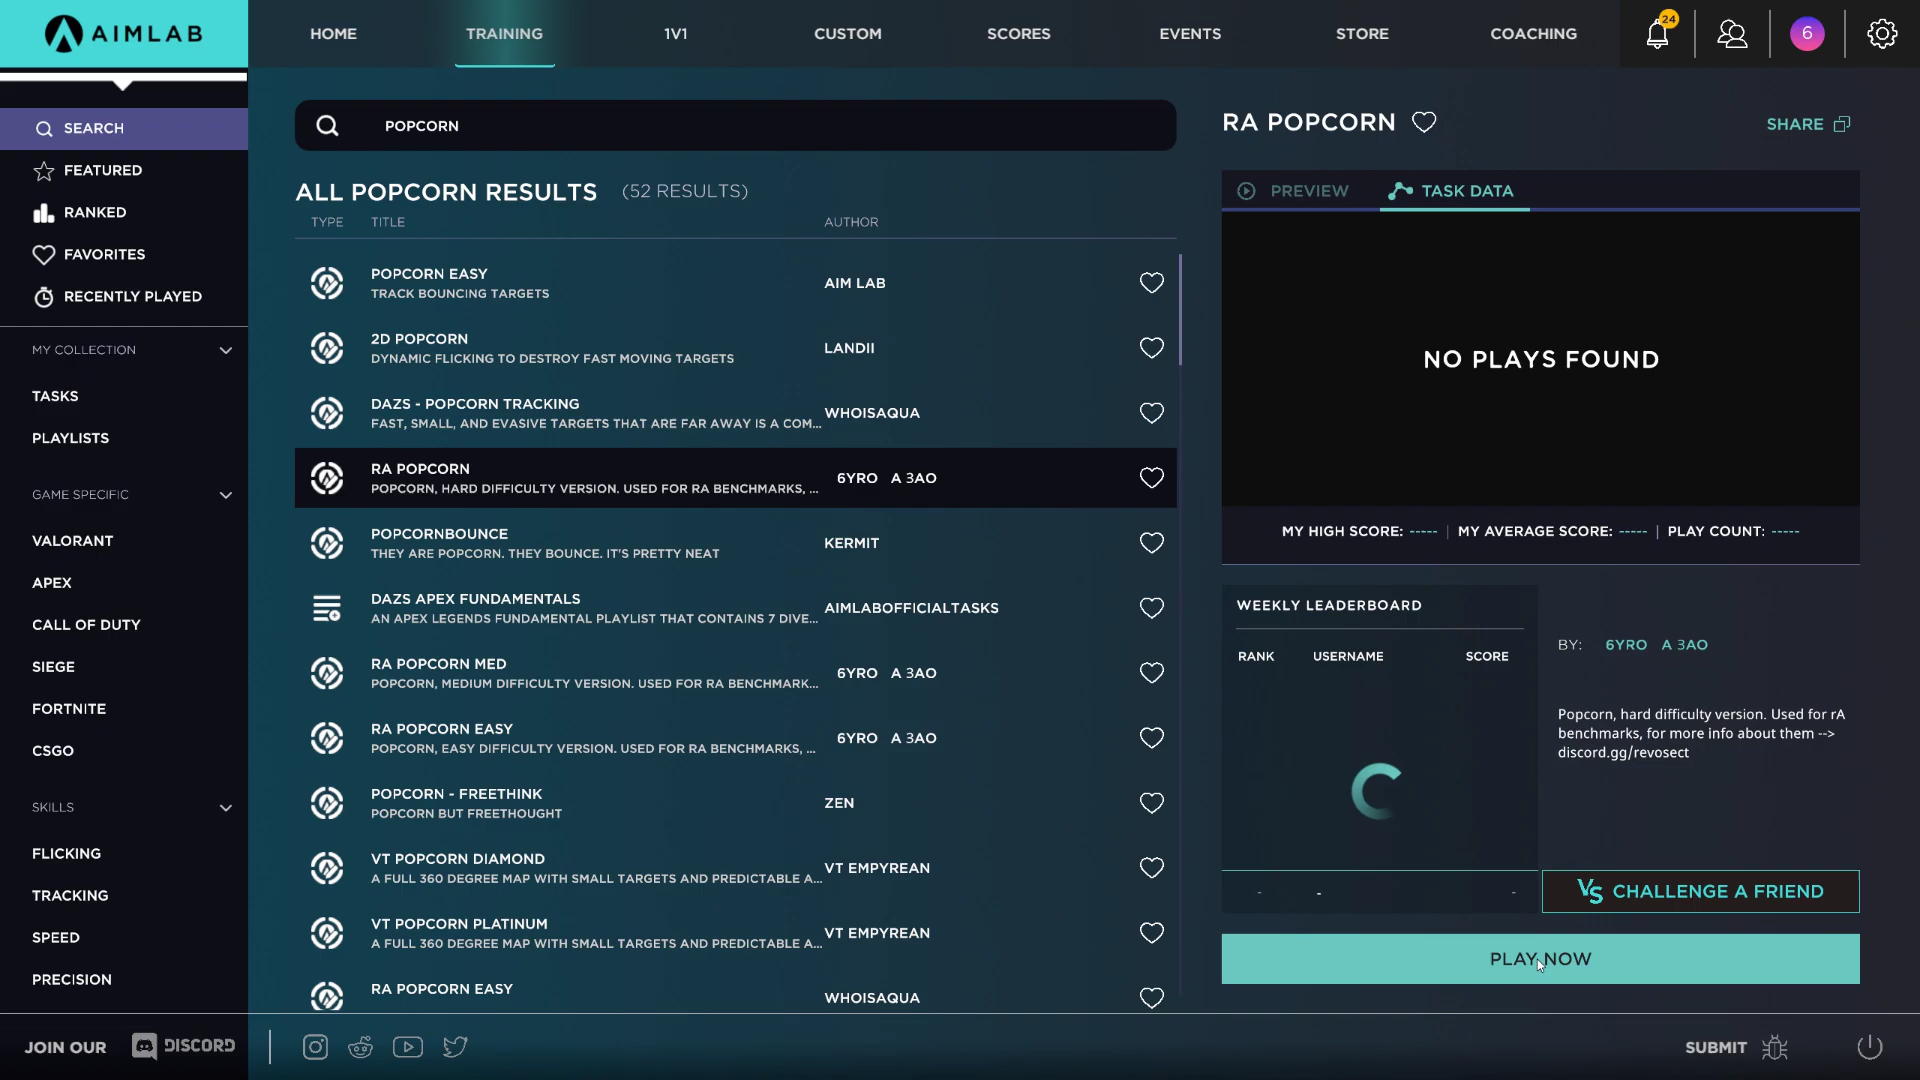 AIMLAB
HOME
TRAINING
1V1
CUSTOM
SCORES
EVENTS
STORE
COACHING
24
6
SEARCH
FEATURED
RANKED
FAVORITES
RECENTLY PLAYED
MY COLLECTION
TASKS
PLAYLISTS
GAME SPECIFIC
VALORANT
APEX
CALL OF DUTY
SIEGE
FORTNITE
CSGO
SKILLS
FLICKING
TRACKING
SPEED
PRECISION
POPCORN
ALL POPCORN RESULTS (52 RESULTS)
TYPE TITLE AUTHOR
POPCORN EASY
TRACK BOUNCING TARGETS
AIM LAB
2D POPCORN
DYNAMIC FLICKING TO DESTROY FAST MOVING TARGETS
LANDII
DAZS - POPCORN TRACKING
FAST, SMALL, AND EVASIVE TARGETS THAT ARE FAR AWAY IS A COM...
WHOISAQUA
RA POPCORN
POPCORN, HARD DIFFICULTY VERSION. USED FOR RA BENCHMARKS, ...
6YRO A 3AO
POPCORNBOUNCE
THEY ARE POPCORN. THEY BOUNCE. IT'S PRETTY NEAT
KERMIT
DAZS APEX FUNDAMENTALS
AN APEX LEGENDS FUNDAMENTAL PLAYLIST THAT CONTAINS 7 DIVE...
AIMLABOFFICIALTASKS
RA POPCORN MED
POPCORN, MEDIUM DIFFICULTY VERSION. USED FOR RA BENCHMARK...
6YRO A 3AO
RA POPCORN EASY
POPCORN, EASY DIFFICULTY VERSION. USED FOR RA BENCHMARKS, ...
6YRO A 3AO
POPCORN - FREETHINK
POPCORN BUT FREETHOUGHT
ZEN
VT POPCORN DIAMOND
A FULL 360 DEGREE MAP WITH SMALL TARGETS AND PREDICTABLE A...
VT EMPYREAN
VT POPCORN PLATINUM
A FULL 360 DEGREE MAP WITH SMALL TARGETS AND PREDICTABLE A...
VT EMPYREAN
RA POPCORN EASY
WHOISAQUA
RA POPCORN
SHARE
PREVIEW
TASK DATA
NO PLAYS FOUND
MY HIGH SCORE: ----- | MY AVERAGE SCORE: ----- | PLAY COUNT: -----
WEEKLY LEADERBOARD
RANK USERNAME SCORE
- - -
BY: 6YRO A 3AO
Popcorn, hard difficulty version. Used for rA
benchmarks, for more info about them -->
discord.gg/revosect
VS CHALLENGE A FRIEND
PLAY NOW
JOIN OUR DISCORD
SUBMIT